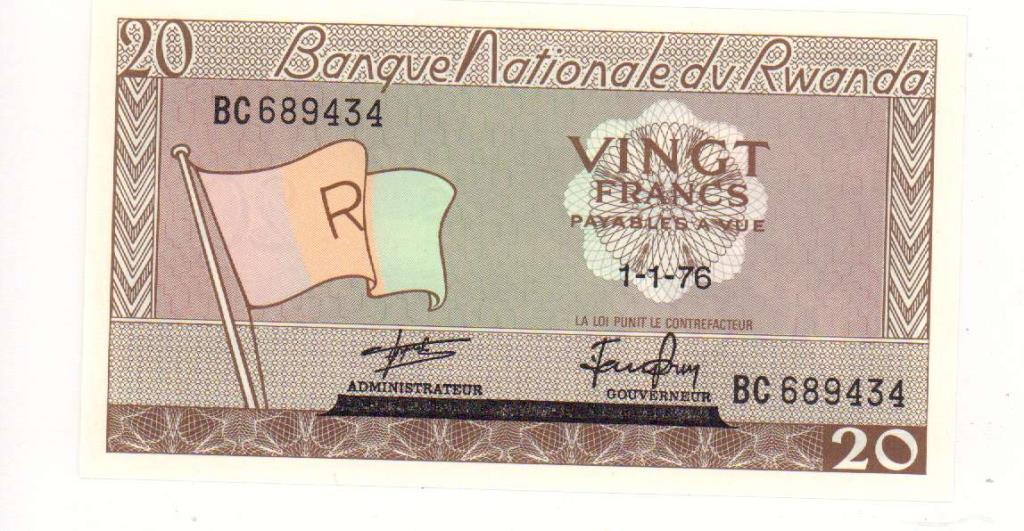 20 Banque Nationale du Rwanda
BC 689434
R
VINGT
FRANCS
PAYABLES A VUE
1-1-76
LA LOI PUNIT LE CONTREFACTEUR
ADMINISTRATEUR
GOUVERNEUR
BC 689434
20